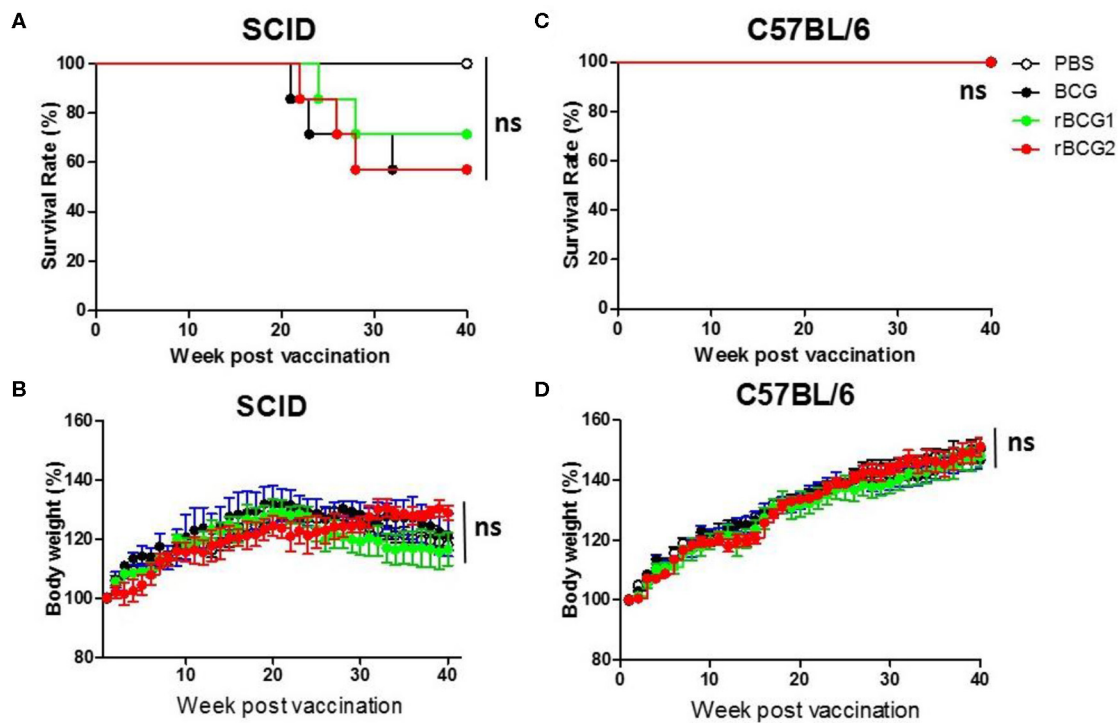 A
SCID
Survival Rate (%)
100
80
60
40
20
0
0 10 20 30 40
Week post vaccination
ns
C
C57BL/6
Survival Rate (%)
100
80
60
40
20
0
0 10 20 30 40
Week post vaccination
ns
PBS
BCG
rBCG1
rBCG2
B
SCID
Body weight (%)
160
140
120
100
80
10 20 30 40
Week post vaccination
ns
D
C57BL/6
Body weight (%)
160
140
120
100
80
0 10 20 30 40
Week post vaccination
ns